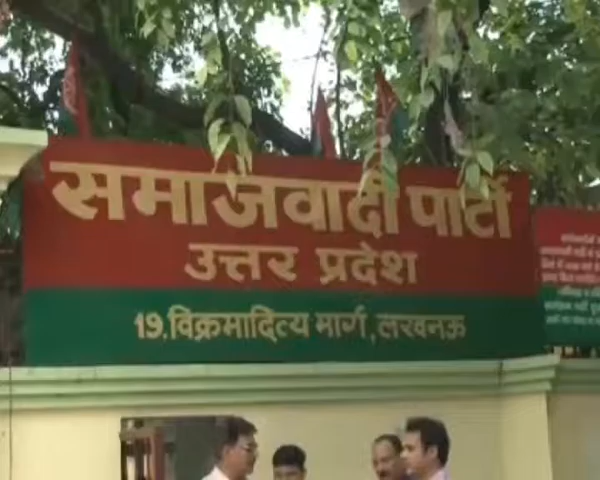 समाजवादी पार्टी
उत्तर प्रदेश
19,विक्रमादित्य मार्ग,लखनऊ